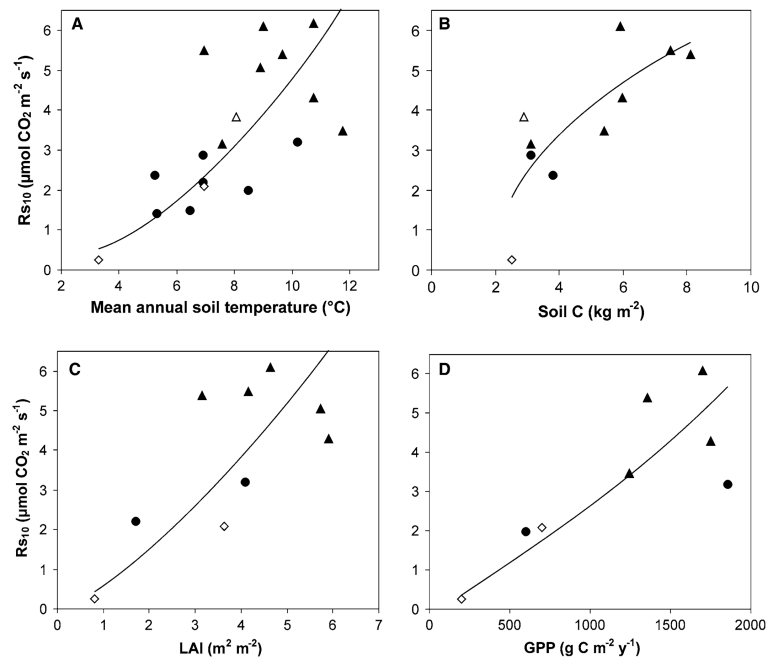 A
B
6
5
4
3
2
1
0
Rs10 (µmol CO2 m-2 s-1)
2 4 6 8 10 12
Mean annual soil temperature (°C)
6
5
4
3
2
1
0
0 2 4 6 8 10
Soil C (kg m-2)
C
D
6
5
4
3
2
1
0
Rs10 (µmol CO2 m-2 s-1)
0 1 2 3 4 5 6 7
LAI (m2 m-2)
6
5
4
3
2
1
0
500 1000 1500 2000
GPP (g C m-2 y-1)